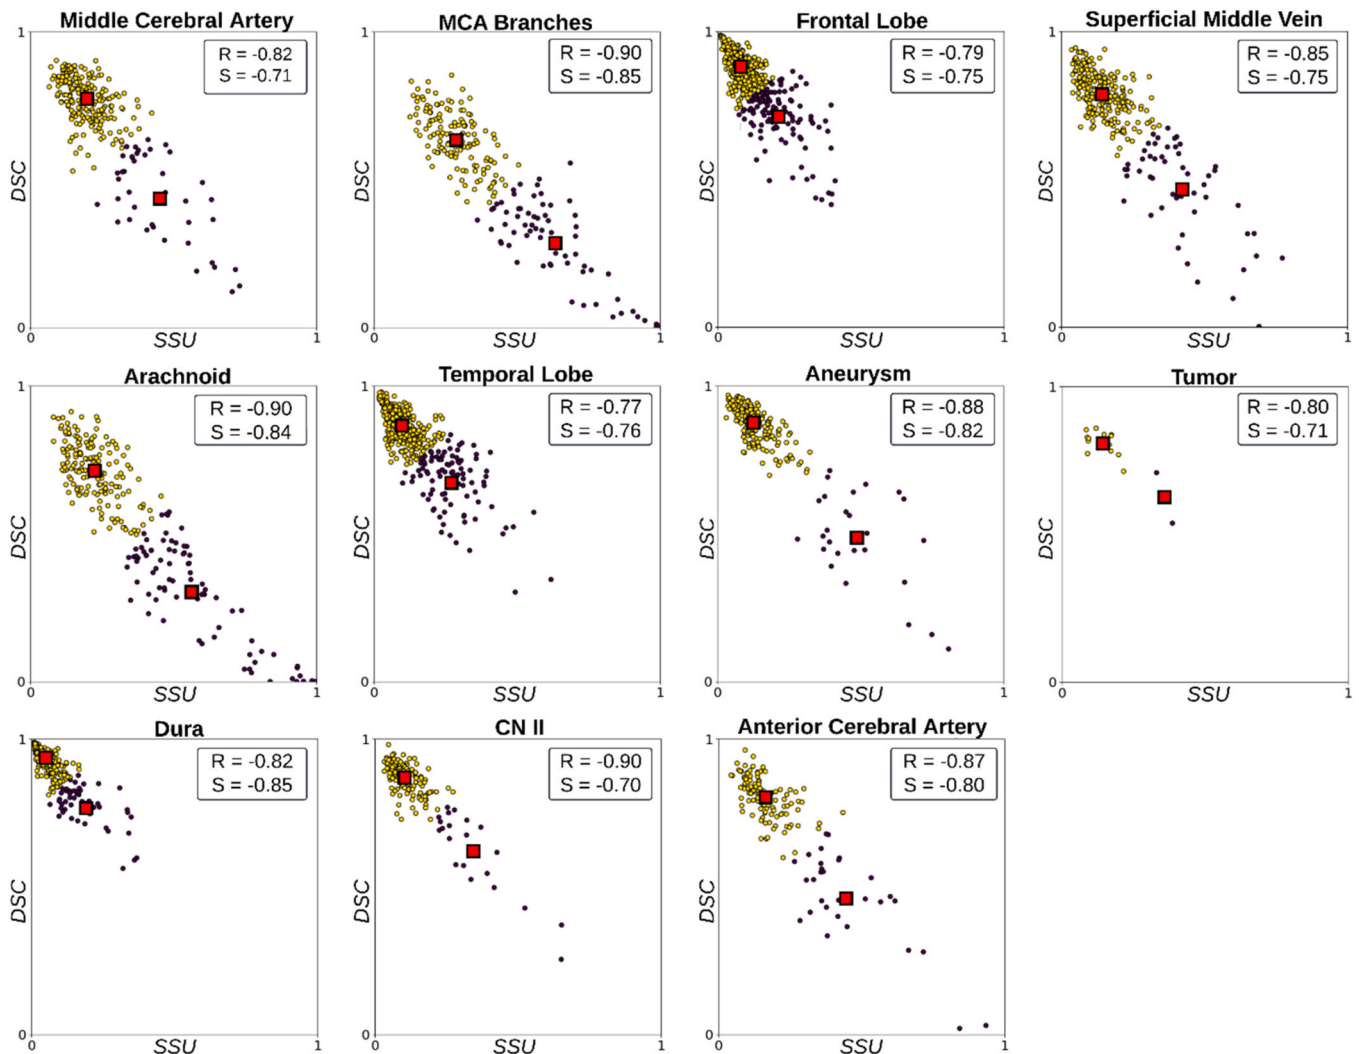 Middle Cerebral Artery
1
R = -0.82
S = -0.71
DSC
0
0
SSU
1
MCA Branches
1
R = -0.90
S = -0.85
DSC
0
0
SSU
1
Frontal Lobe
1
R = -0.79
S = -0.75
DSC
0
0
SSU
1
Superficial Middle Vein
1
R = -0.85
S = -0.75
DSC
0
0
SSU
1
Arachnoid
1
R = -0.90
S = -0.84
DSC
0
0
SSU
1
Temporal Lobe
1
R = -0.77
S = -0.76
DSC
0
0
SSU
1
Aneurysm
1
R = -0.88
S = -0.82
DSC
0
0
SSU
1
Tumor
1
R = -0.80
S = -0.71
DSC
0
0
SSU
1
Dura
1
R = -0.82
S = -0.85
DSC
0
0
SSU
1
CN II
1
R = -0.90
S = -0.70
DSC
0
0
SSU
1
Anterior Cerebral Artery
1
R = -0.87
S = -0.80
DSC
0
0
SSU
1